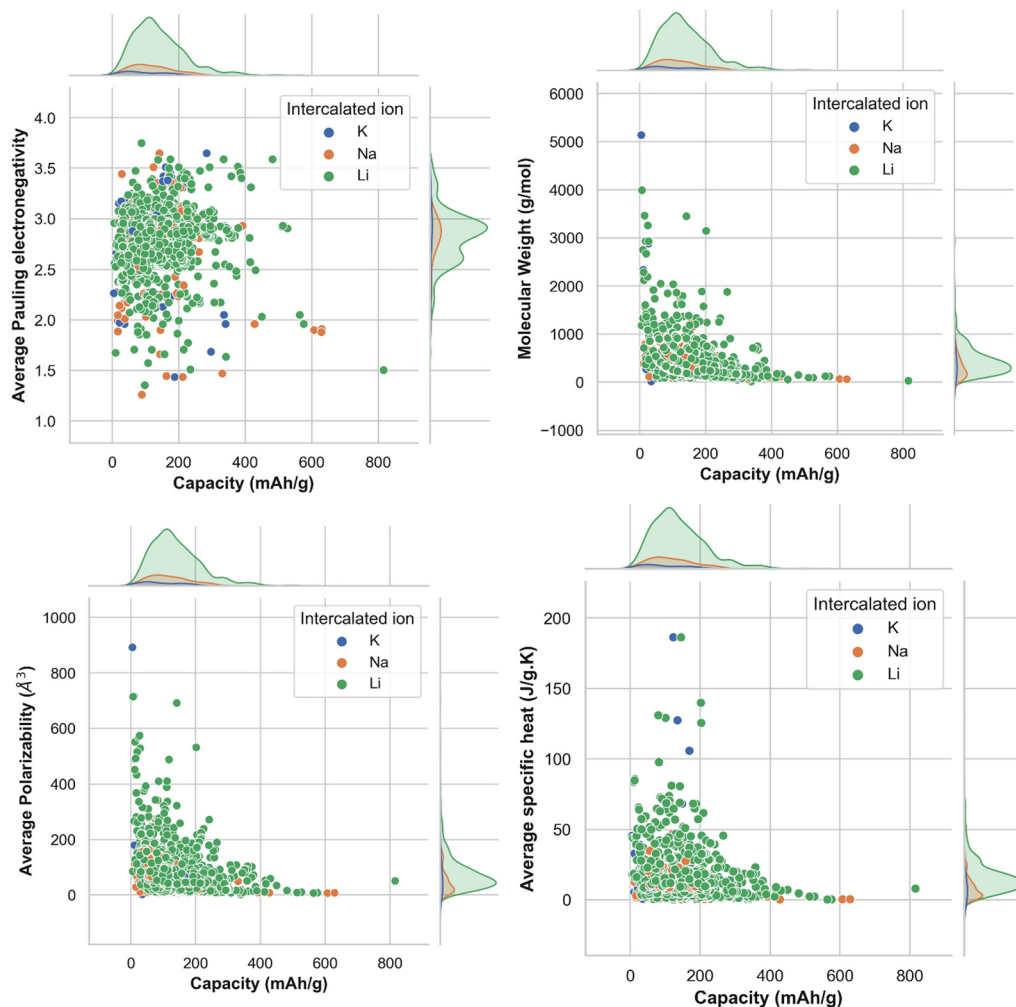 Intercalated ion
K
Na
Li
4.0
3.5
3.0
2.5
2.0
1.5
1.0
Average Pauling electronegativity
0 200 400 600 800
Capacity (mAh/g)
Intercalated ion
K
Na
Li
6000
5000
4000
3000
2000
1000
0
−1000
Molecular Weight (g/mol)
0 200 400 600 800
Capacity (mAh/g)
Intercalated ion
K
Na
Li
1000
800
600
400
200
0
Average Polarizability (Å³)
0 200 400 600 800
Capacity (mAh/g)
Intercalated ion
K
Na
Li
200
150
100
50
0
Average specific heat (J/g.K)
0 200 400 600 800
Capacity (mAh/g)